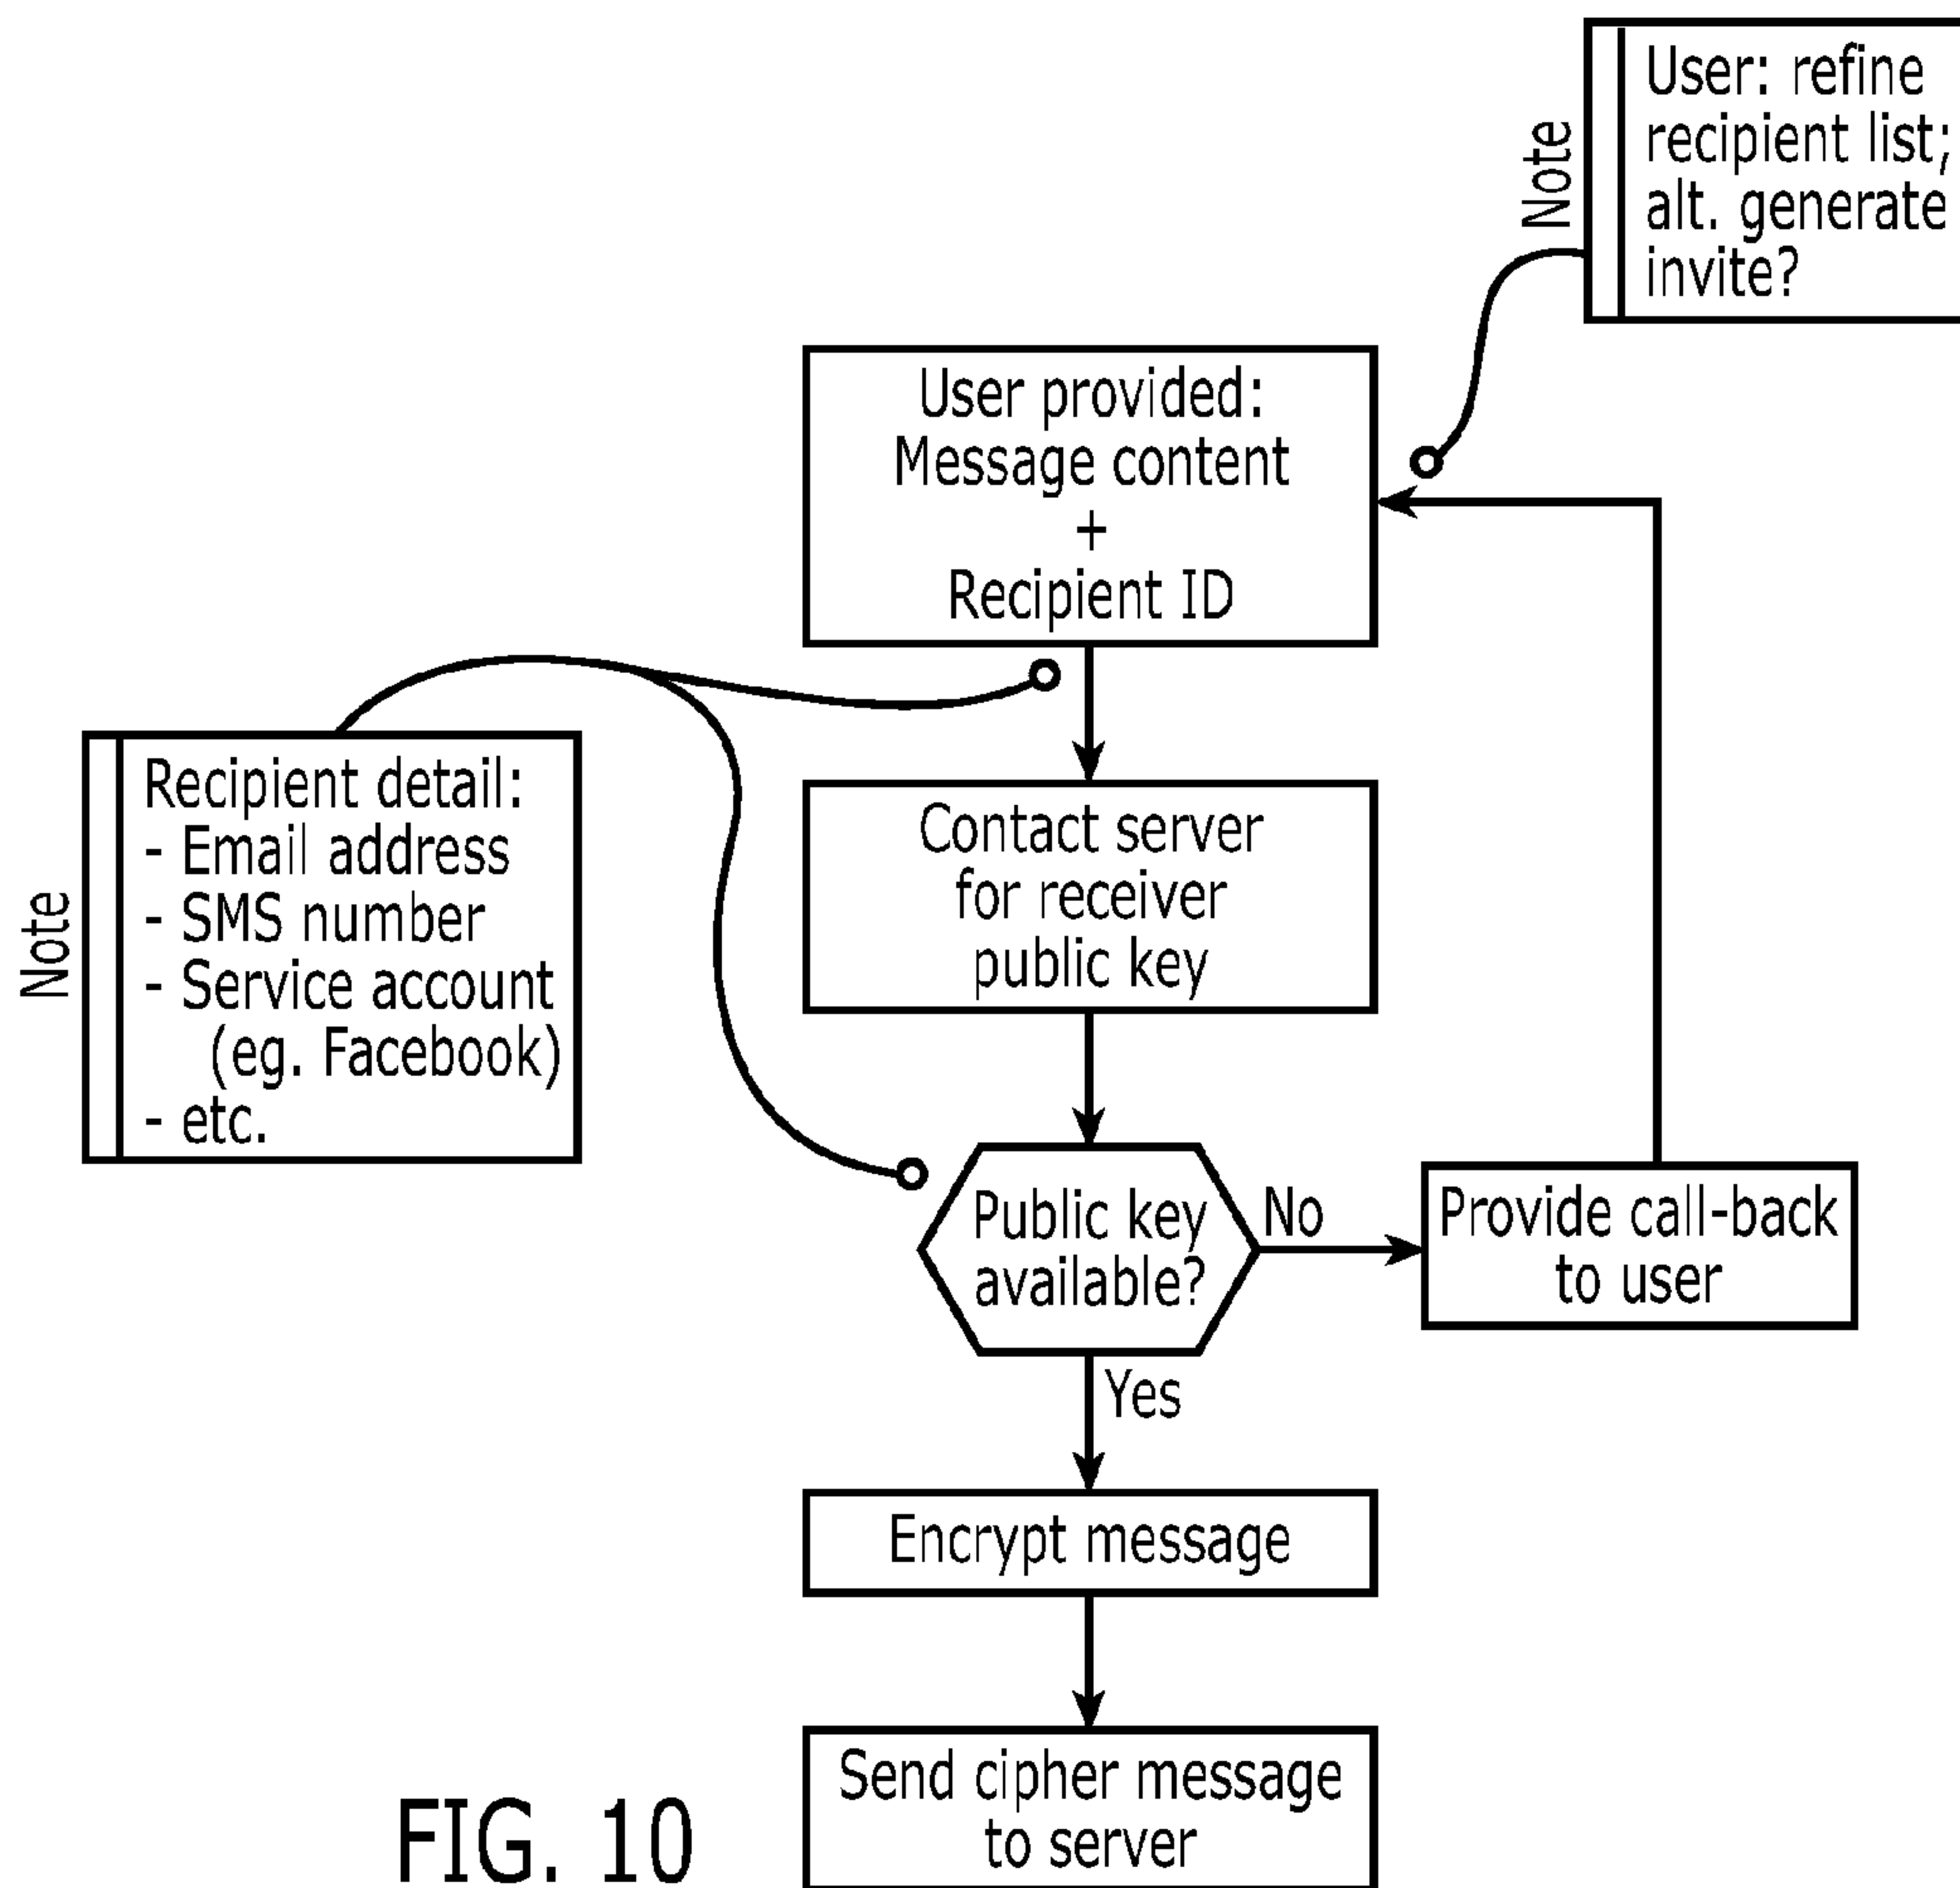 Note
User: refine
recipient list;
alt. generate
invite?
User provided:
Message content
+
Recipient ID
Note
Recipient detail:
- Email address
- SMS number
- Service account
(eg. Facebook)
- etc.
Contact server
for receiver
public key
Public key
available?
No
Provide call-back
to user
Yes
Encrypt message
Send cipher message
to server
FIG. 10